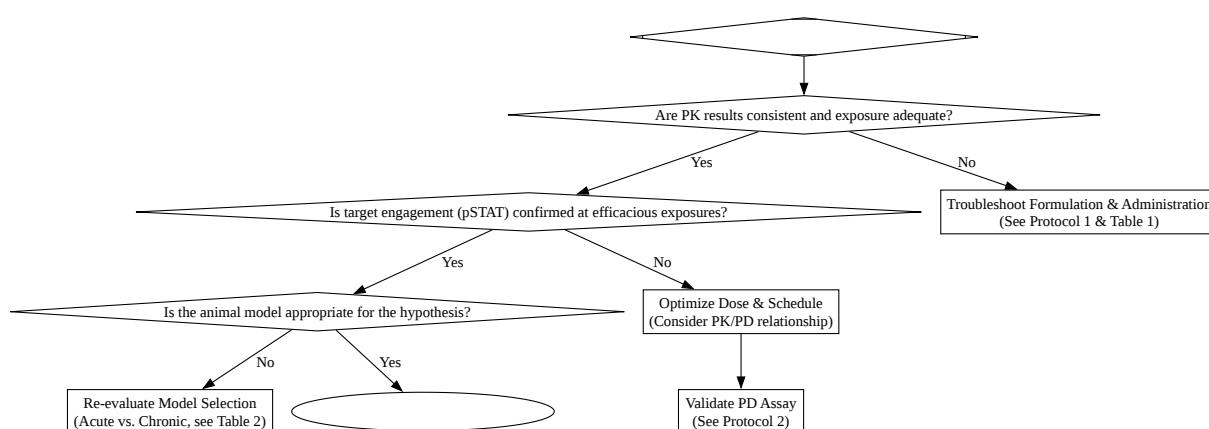 Are PK results consistent and exposure adequate?
Yes
No
Is target engagement (pSTAT) confirmed at efficacious exposures?
Troubleshoot Formulation & Administration
(See Protocol 1 & Table 1)
Yes
No
Is the animal model appropriate for the hypothesis?
Optimize Dose & Schedule
(Consider PK/PD relationship)
No
Yes
Re-evaluate Model Selection
(Acute vs. Chronic, see Table 2)
Validate PD Assay
(See Protocol 2)